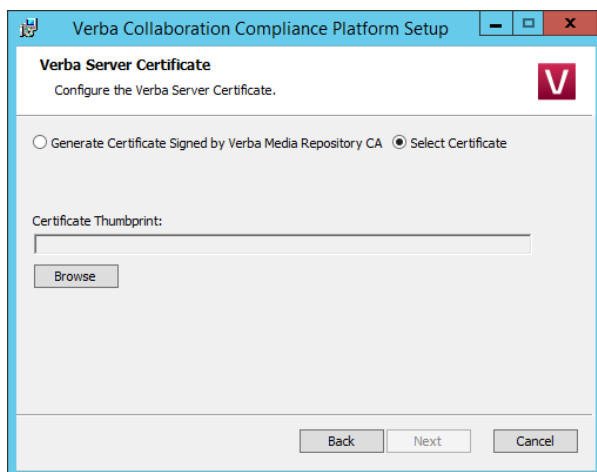 Verba Collaboration Compliance Platform Setup
Verba Server Certificate
Configure the Verba Server Certificate.
V
Generate Certificate Signed by Verba Media Repository CA Select Certificate
Certificate Thumbprint:
Browse
Back Next Cancel